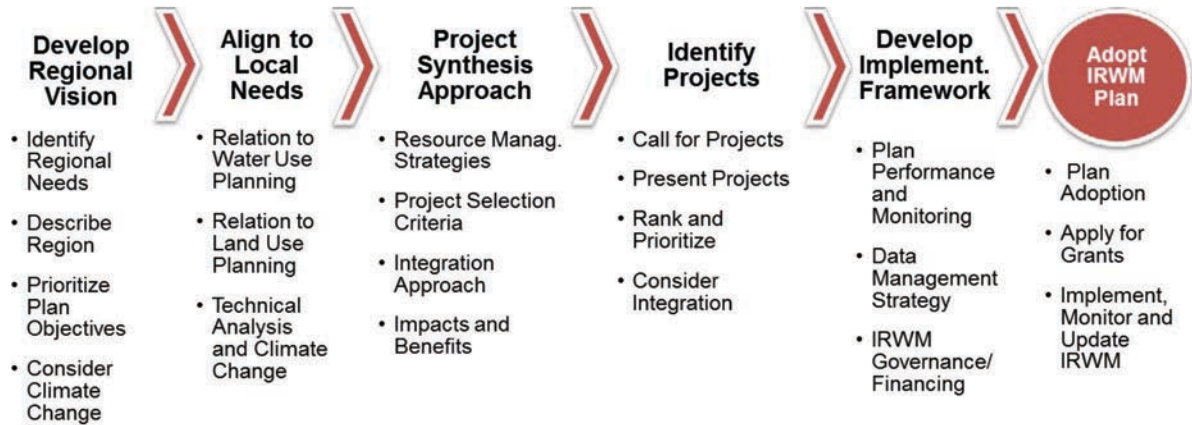 Develop
Regional
Vision
• Identify
Regional
Needs
• Describe
Region
• Prioritize
Plan
Objectives
• Consider
Climate
Change
Align to
Local
Needs
• Relation to
Water Use
Planning
• Relation to
Land Use
Planning
• Technical
Analysis
and Climate
Change
Project
Synthesis
Approach
• Resource Manag.
Strategies
• Project Selection
Criteria
• Integration
Approach
• Impacts and
Benefits
Identify
Projects
• Call for Projects
• Present Projects
• Rank and
Prioritize
• Consider
Integration
Develop
Implement.
Framework
• Plan
Performance
and
Monitoring
• Data
Management
Strategy
• IRWM
Governance/
Financing
Adopt
IRWM
Plan
• Plan
Adoption
• Apply for
Grants
• Implement,
Monitor and
Update
IRWM